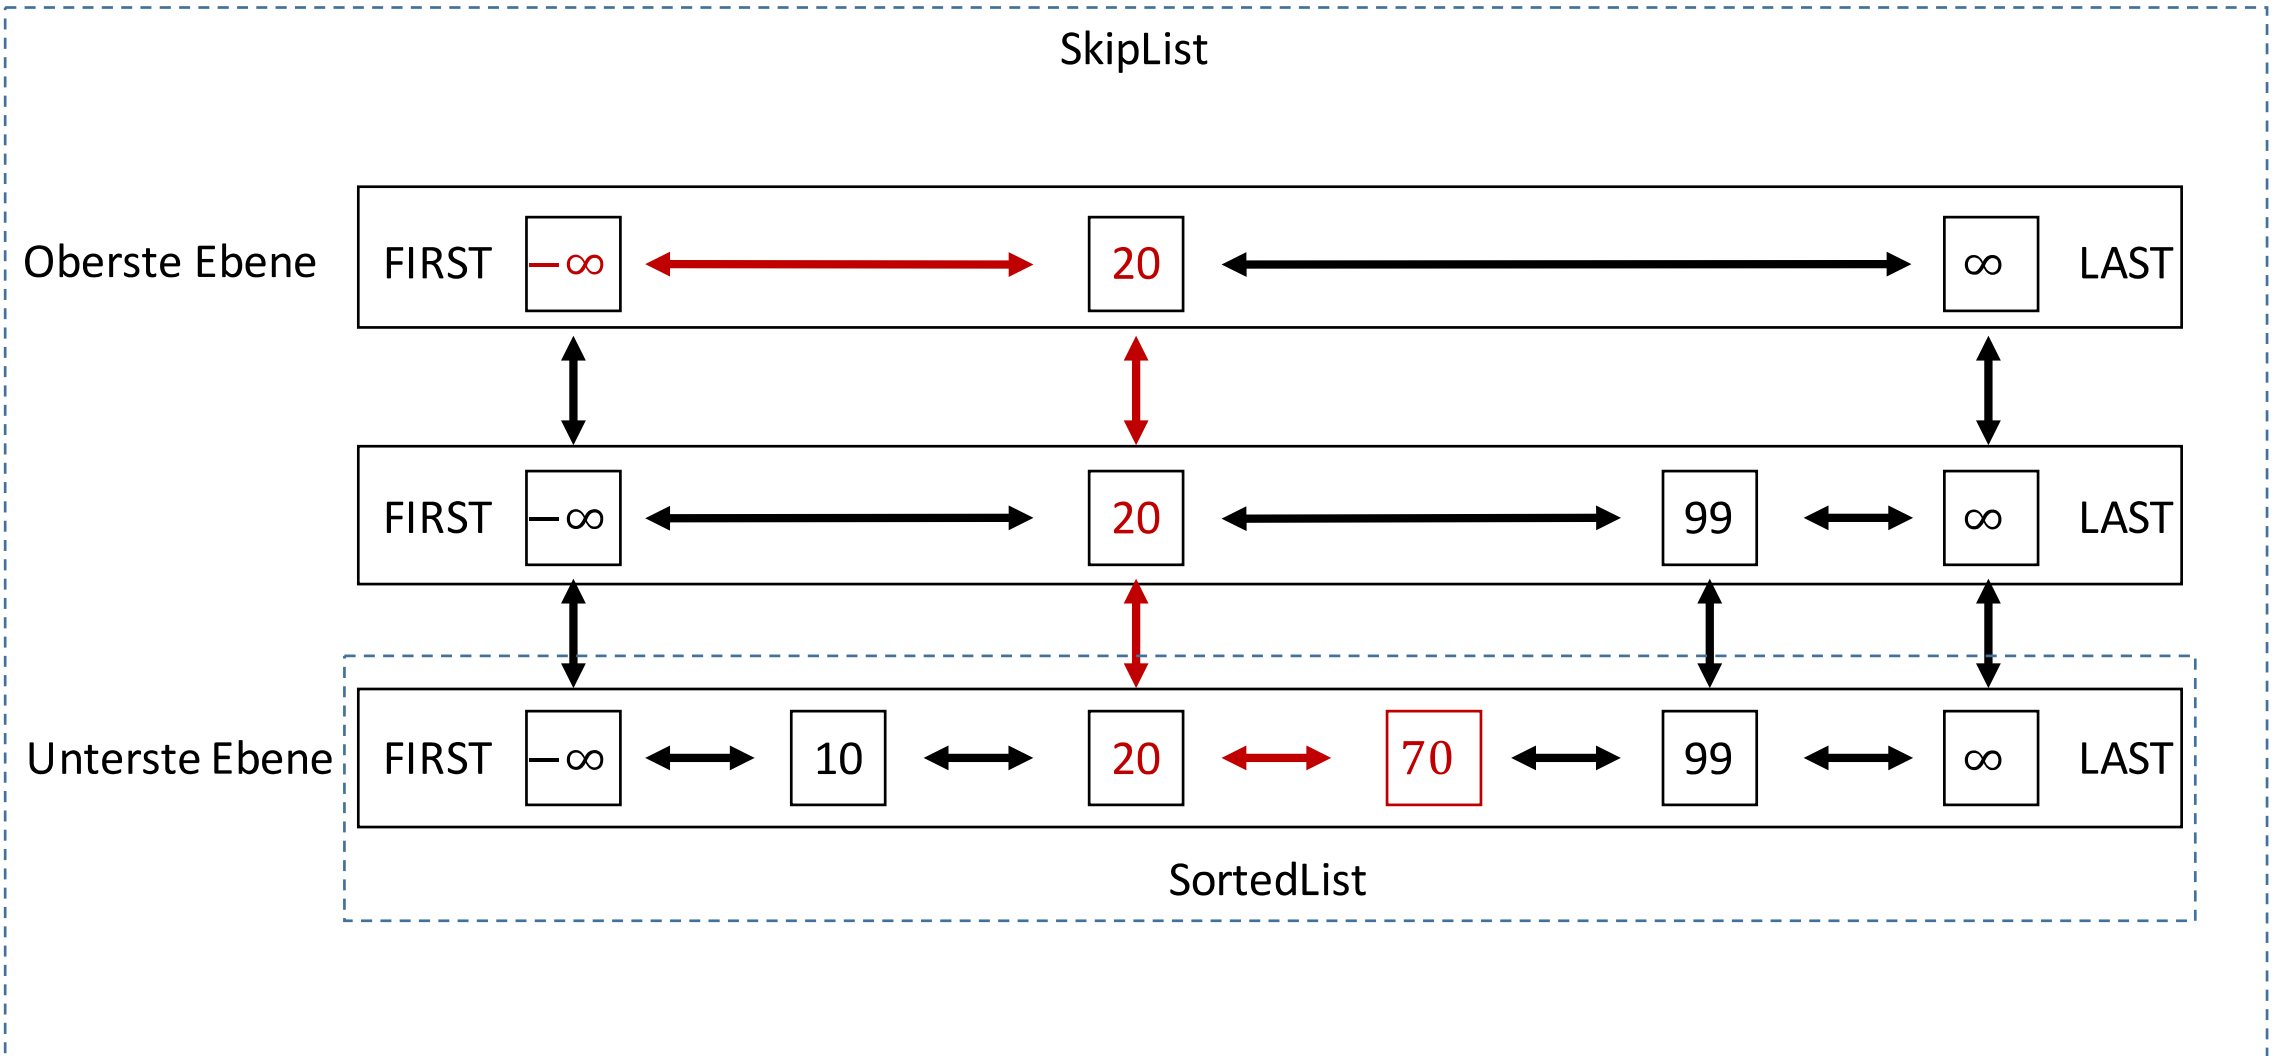 SkipList
Oberste Ebene FIRST −∞ 20 ∞ LAST
FIRST −∞ 20 99 ∞ LAST
Unterste Ebene FIRST −∞ 10 20 70 99 ∞ LAST
SortedList